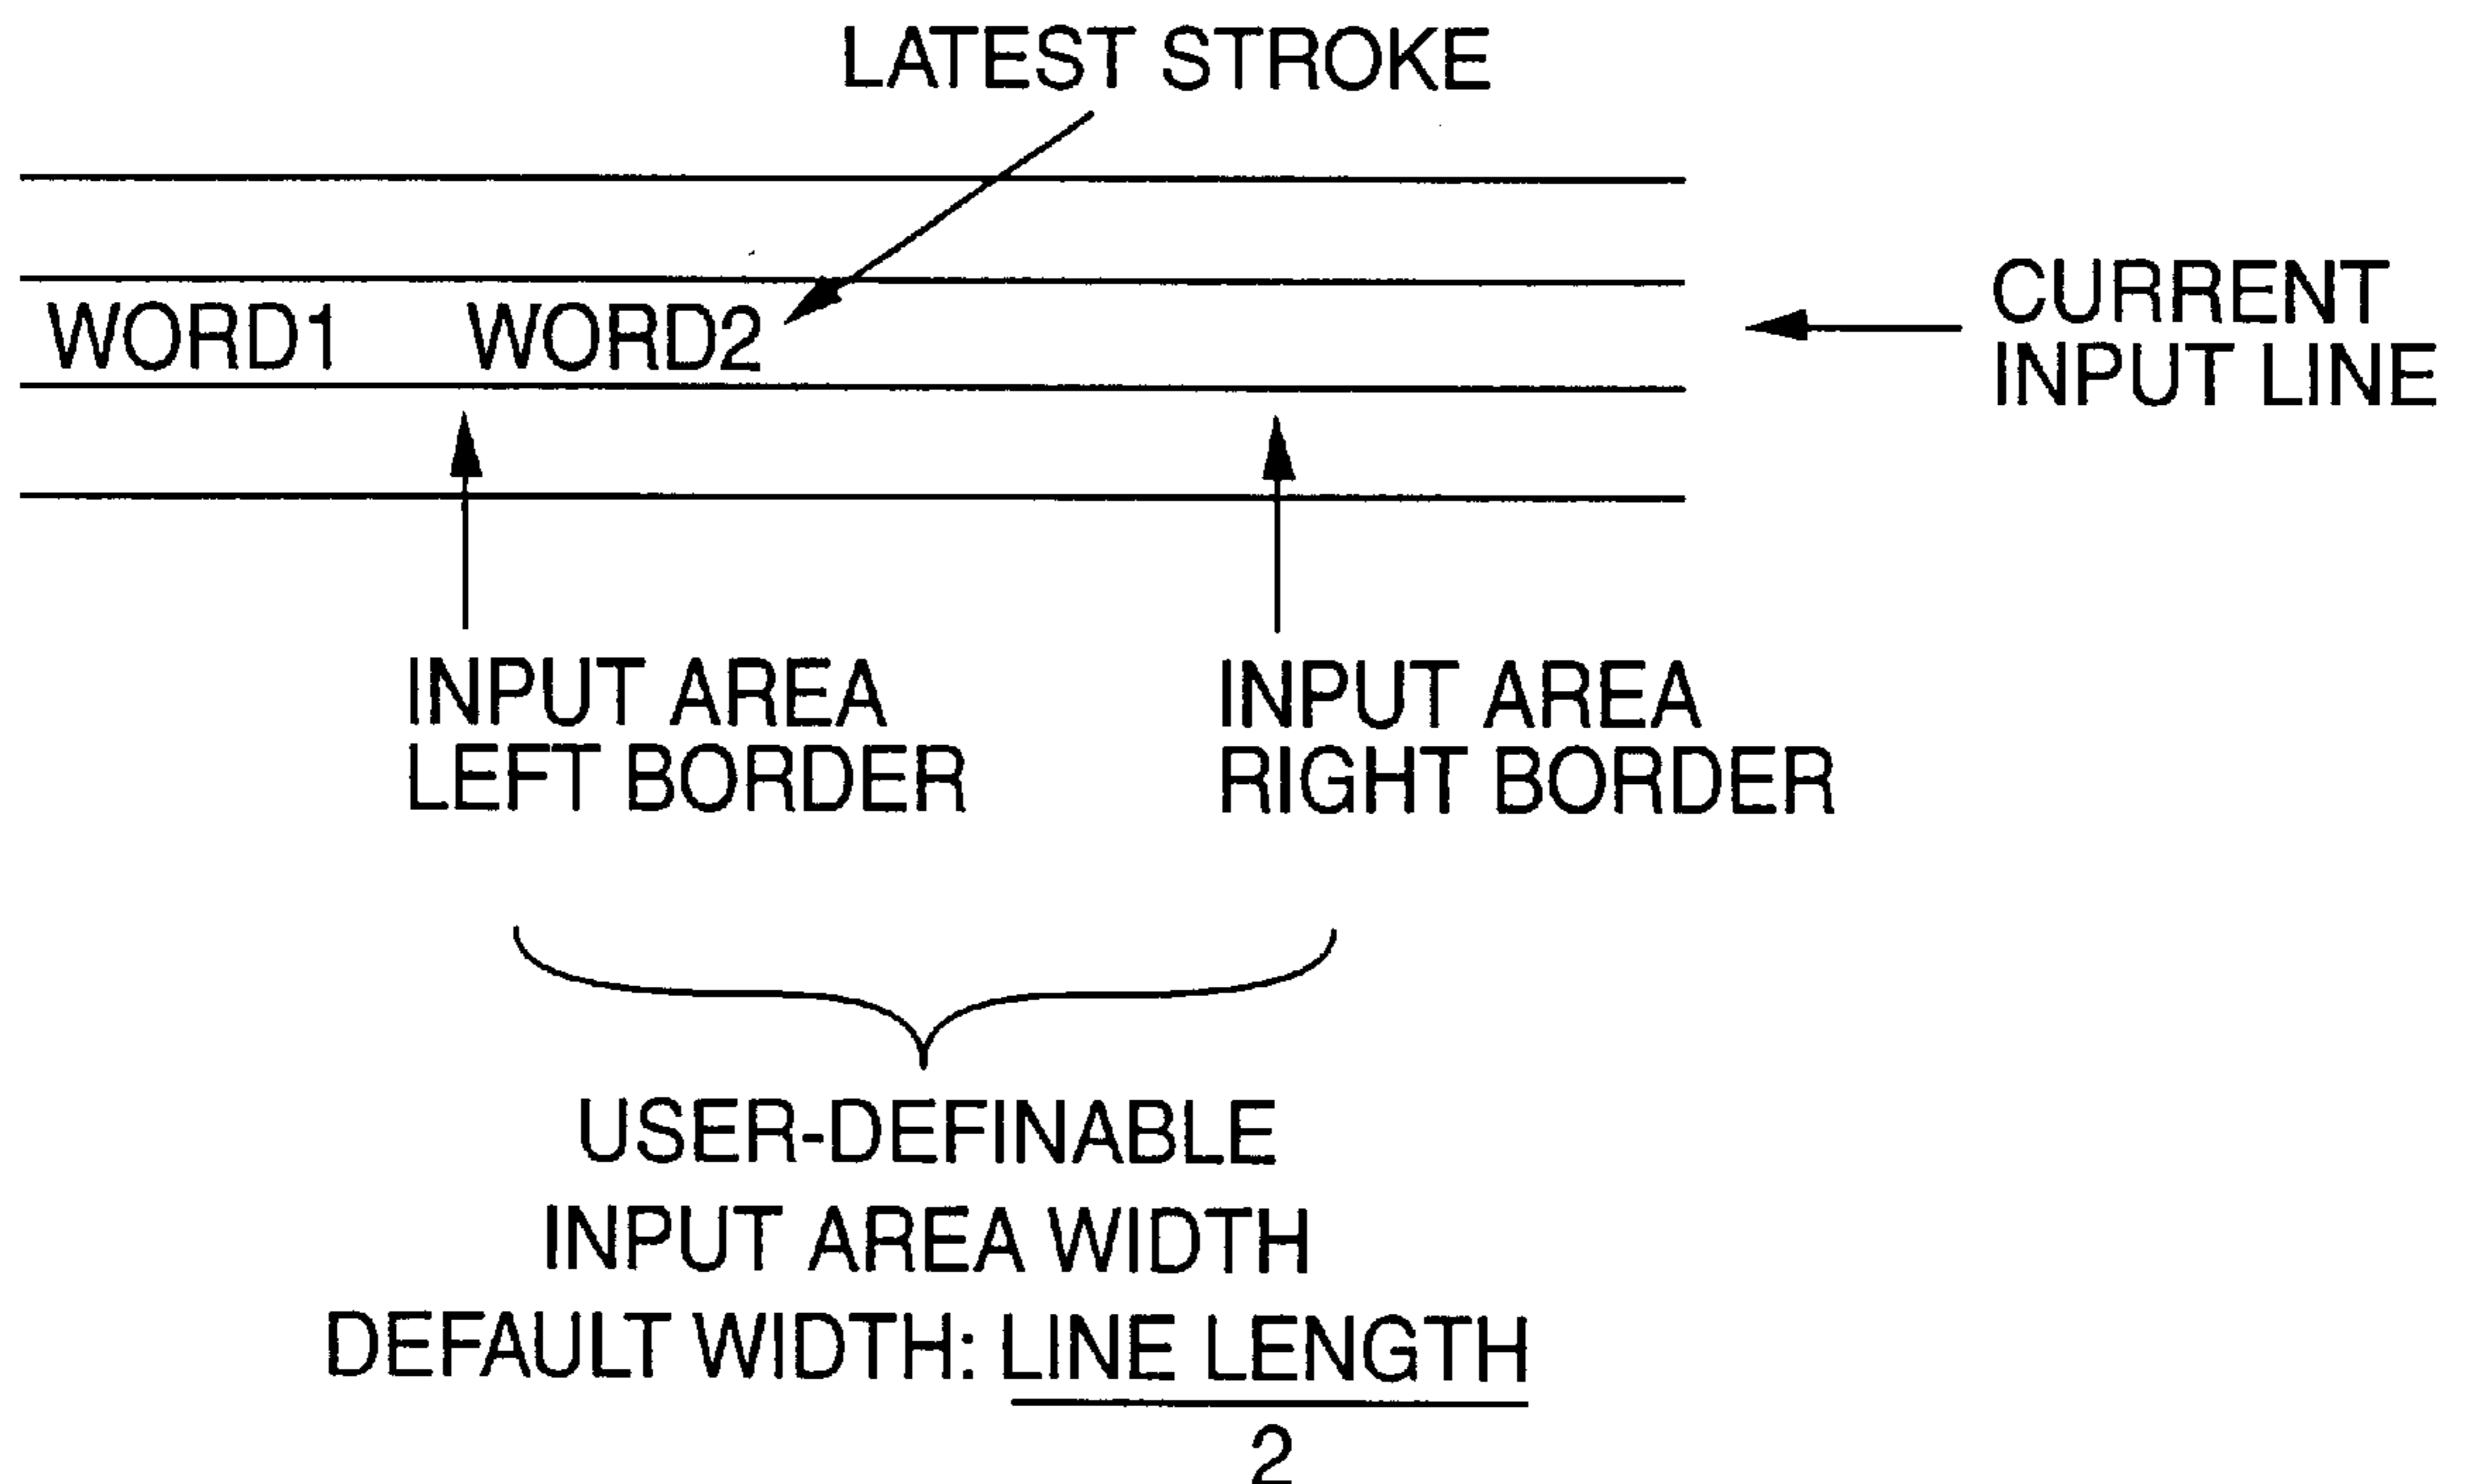 LATEST STROKE
WORD1 WORD2
CURRENT
INPUT LINE
INPUT AREA
LEFT BORDER
INPUT AREA
RIGHT BORDER
USER-DEFINABLE
INPUT AREA WIDTH
DEFAULT WIDTH: LINE LENGTH
2